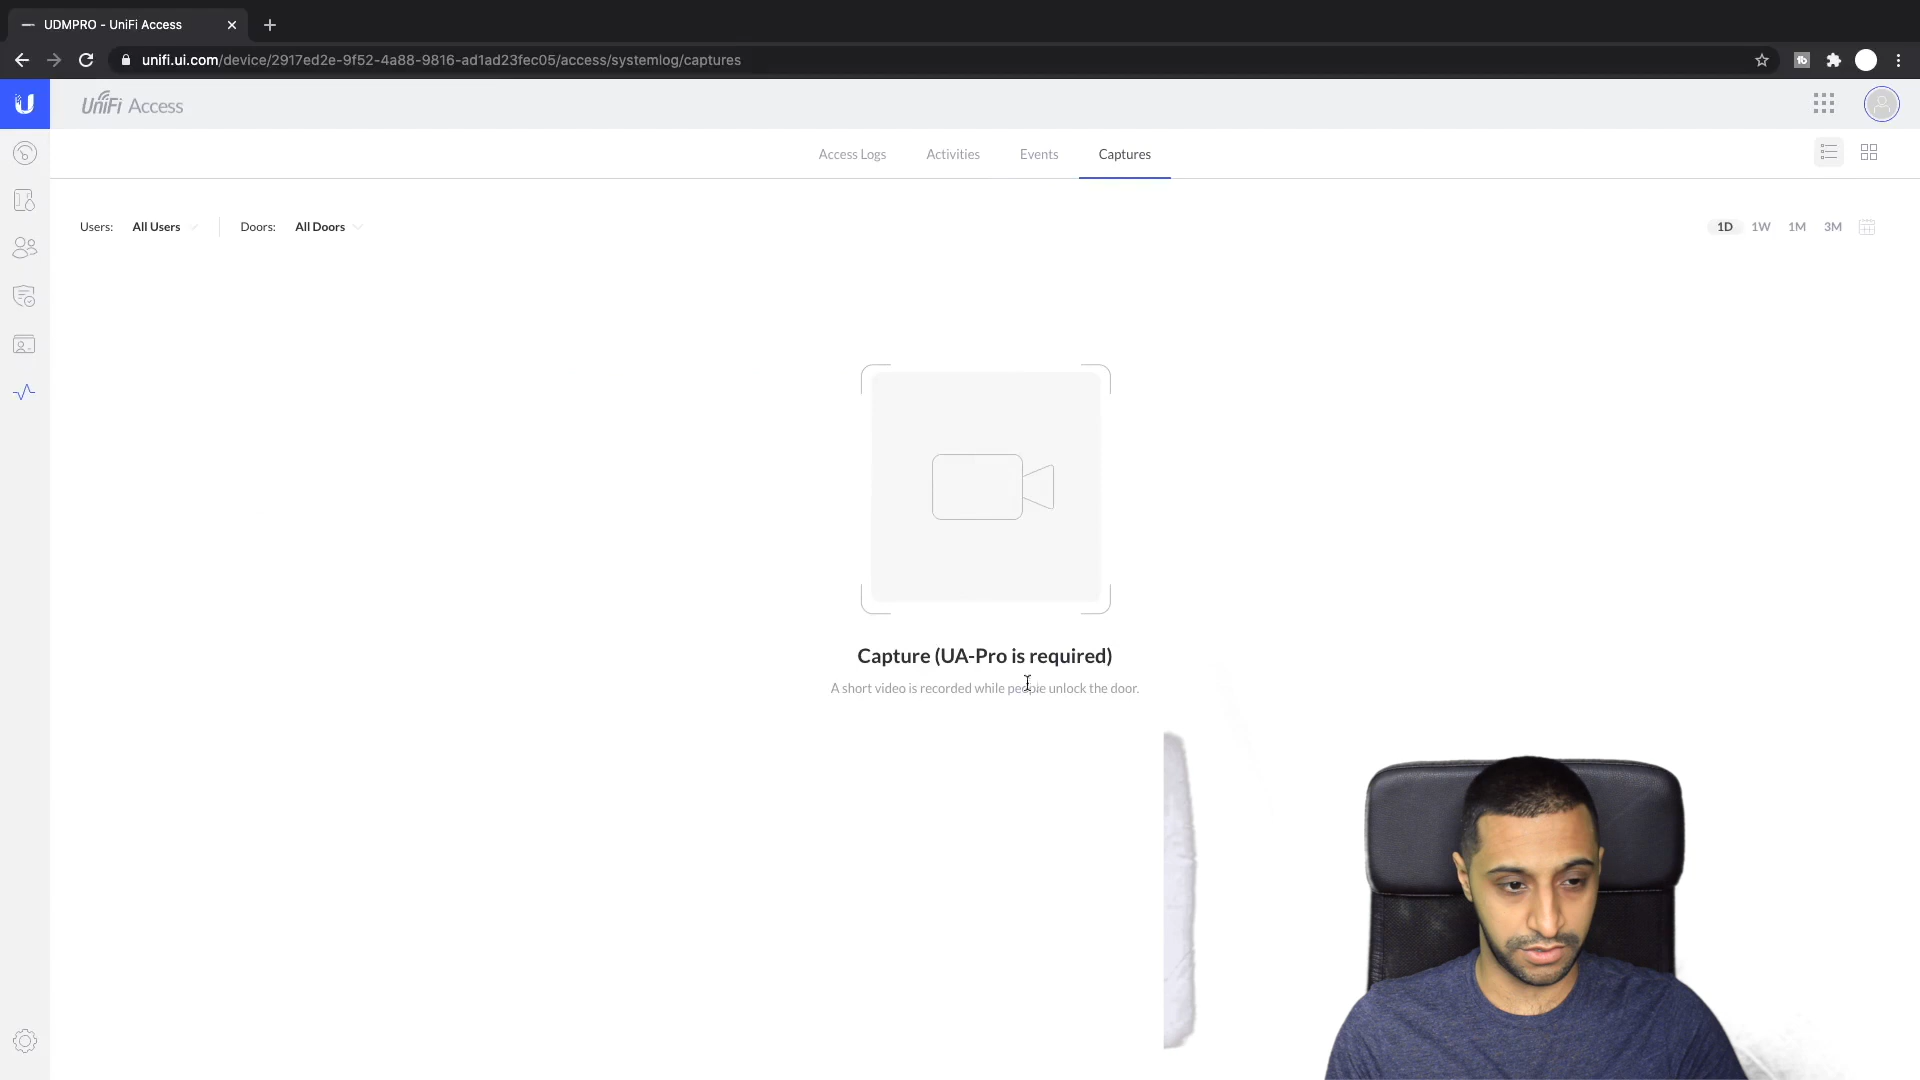 UDMPRO - UniFi Access
unifi.ui.com/device/2917ed2e-9f52-4a88-9816-ad1ad23fec05/access/systemlog/captures
UniFi Access
Access Logs Activities Events Captures
Users: All Users Doors: All Doors 1D 1W 1M 3M
Capture (UA-Pro is required)
A short video is recorded while people unlock the door.